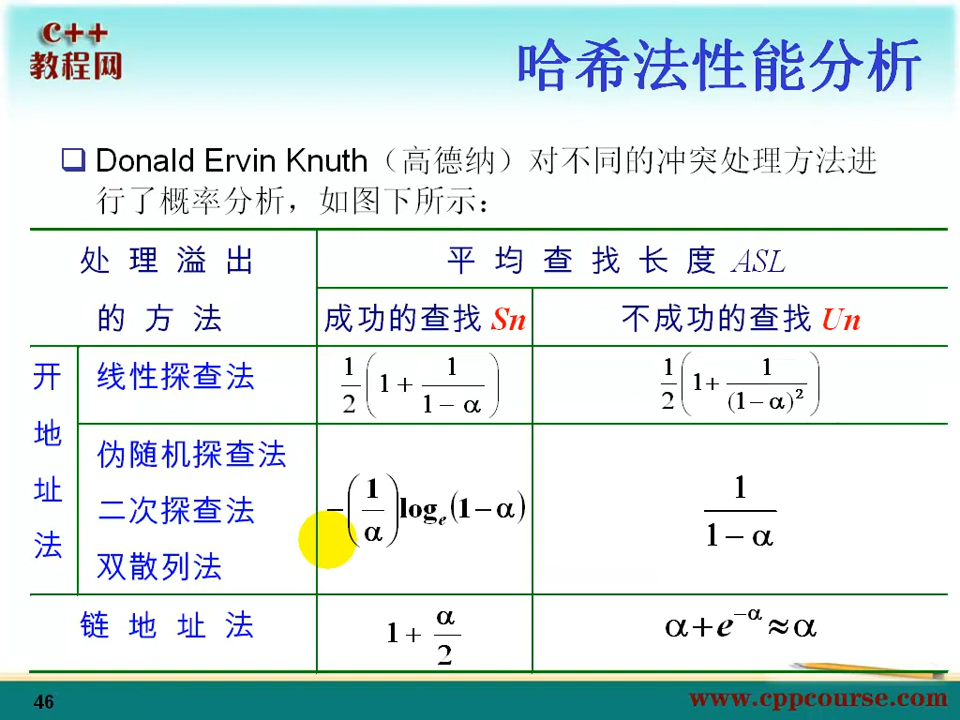 C++
教程网
哈希法性能分析
❑ Donald Ervin Knuth（高德纳）对不同的冲突处理方法进
行了概率分析，如图下所示：
处 理 溢 出 平 均 查 找 长 度 ASL
的 方 法 成功的查找 Sn 不成功的查找 Un
开地址法
线性探查法 1/2 (1 + 1/(1 − α)) 1/2 (1 + 1/(1 − α)²)
伪随机探查法
二次探查法 −(1/α) logₑ(1 − α) 1/(1 − α)
双散列法
链 地 址 法 1 + α/2 α + e^(−α) ≈ α
46
www.cppcourse.com